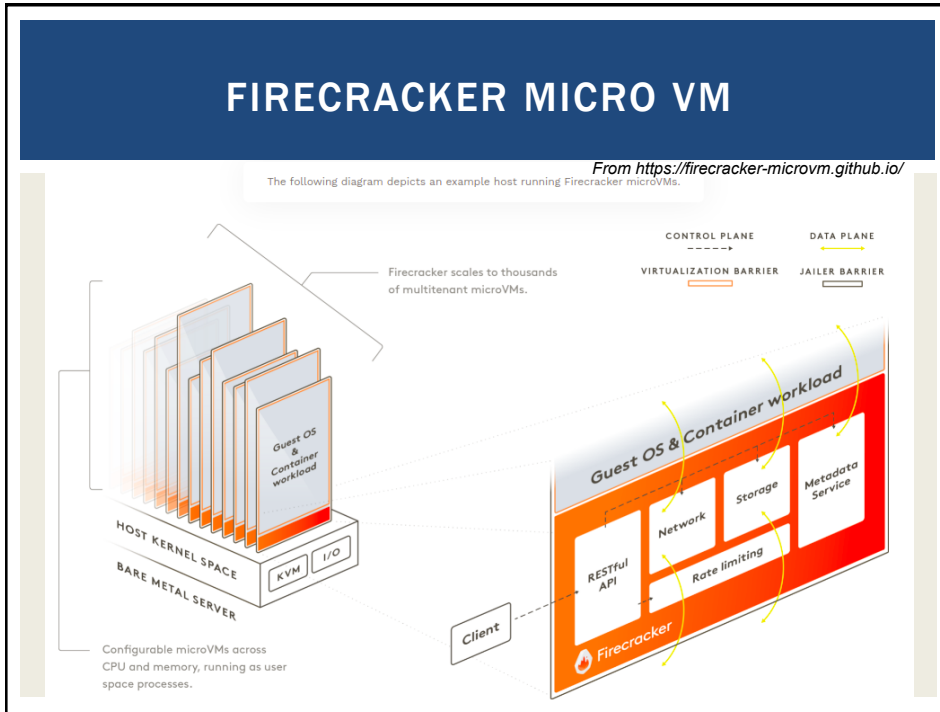 FIRECRACKER MICRO VM
From https://firecracker-microvm.github.io/
The following diagram depicts an example host running Firecracker microVMs.
CONTROL PLANE
DATA PLANE
VIRTUALIZATION BARRIER
JAILER BARRIER
Firecracker scales to thousands
of multitenant microVMs.
Guest OS
&
Container
workload
HOST KERNEL SPACE
KVM
I/O
BARE METAL SERVER
Configurable microVMs across
CPU and memory, running as user
space processes.
Guest OS & Container workload
RESTful
API
Network
Storage
Metadata
Service
Rate limiting
Client
Firecracker